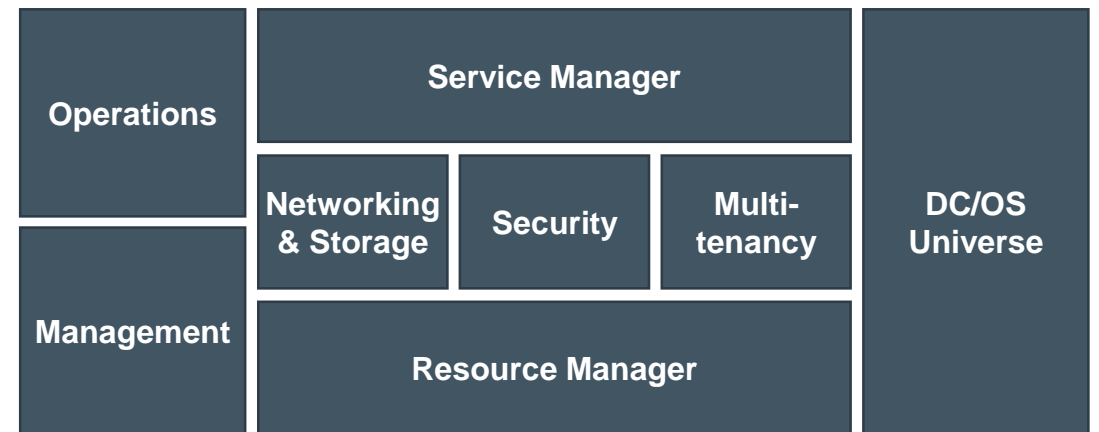 Operations
Service Manager
Networking
& Storage
Security
Multi-
tenancy
DC/OS
Universe
Management
Resource Manager